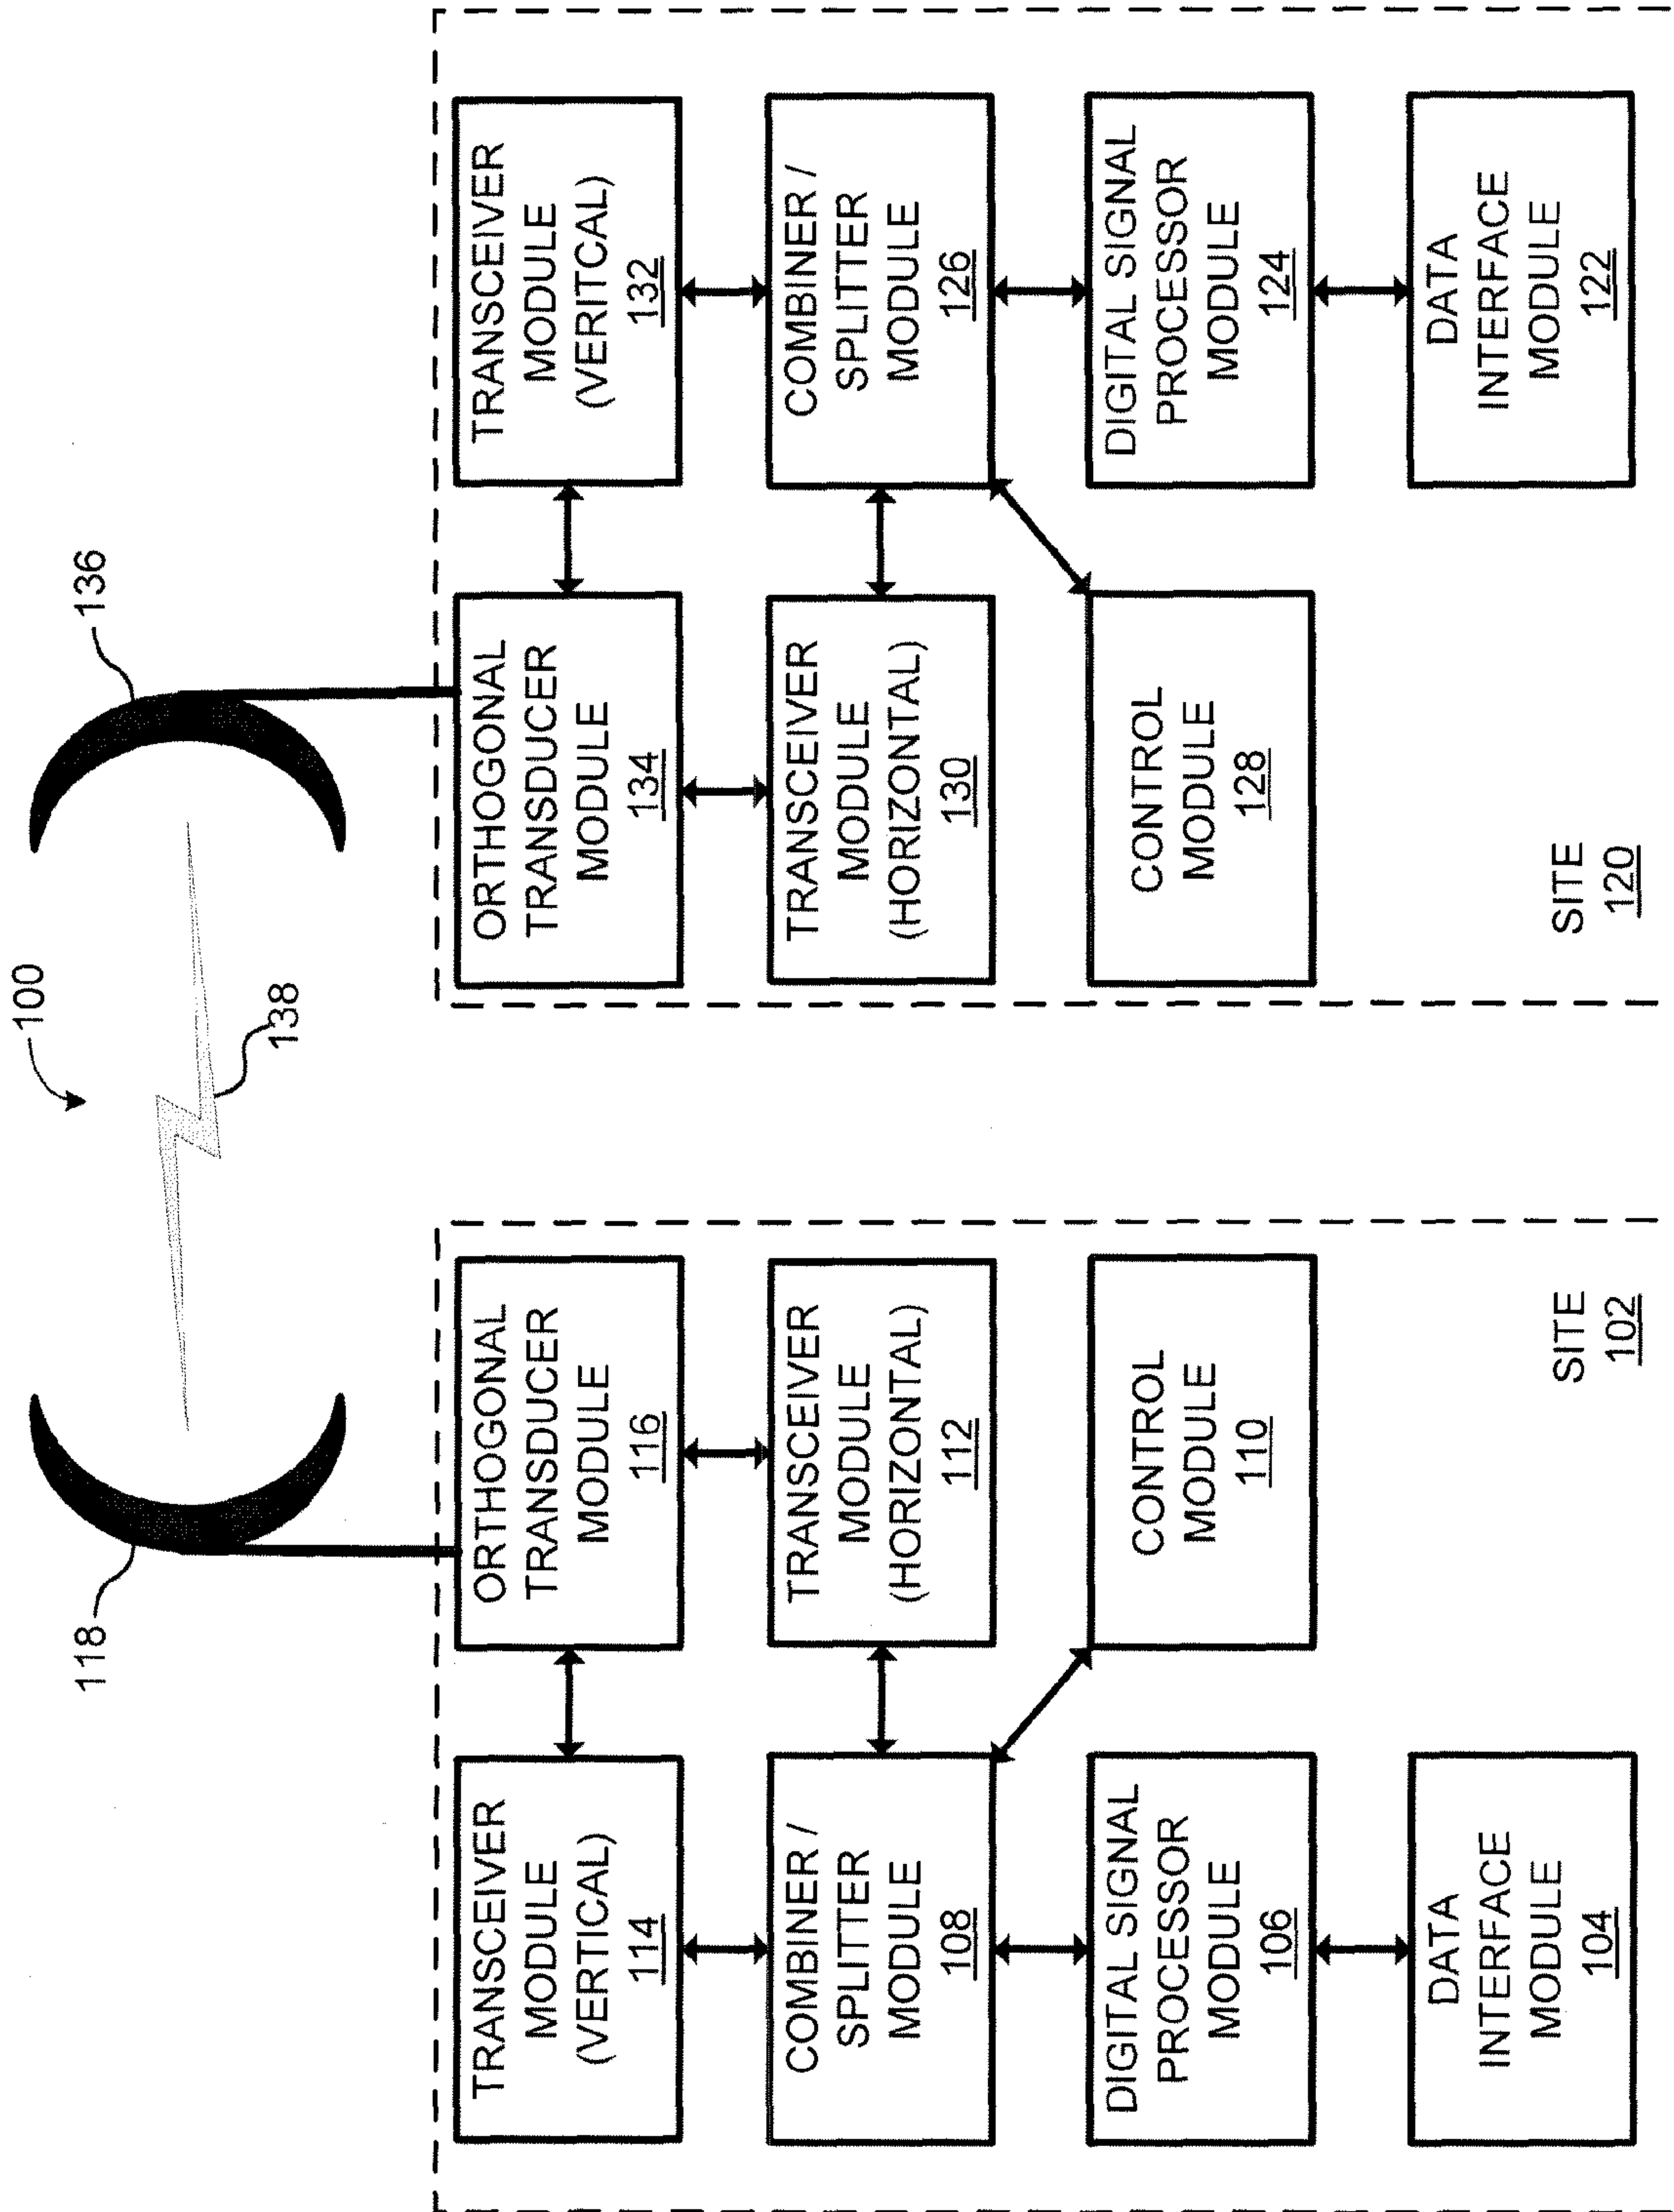 100
118
136
138
TRANSCEIVER
MODULE
(VERTICAL)
114
ORTHOGONAL
TRANSDUCER
MODULE
116
COMBINER /
SPLITTER
MODULE
108
TRANSCEIVER
MODULE
(HORIZONTAL)
112
DIGITAL SIGNAL
PROCESSOR
MODULE
106
CONTROL
MODULE
110
DATA
INTERFACE
MODULE
104
SITE
102
ORTHOGONAL
TRANSDUCER
MODULE
134
TRANSCEIVER
MODULE
(VERITCAL)
132
TRANSCEIVER
MODULE
(HORIZONTAL)
130
COMBINER /
SPLITTER
MODULE
126
CONTROL
MODULE
128
DIGITAL SIGNAL
PROCESSOR
MODULE
124
SITE
120
DATA
INTERFACE
MODULE
122